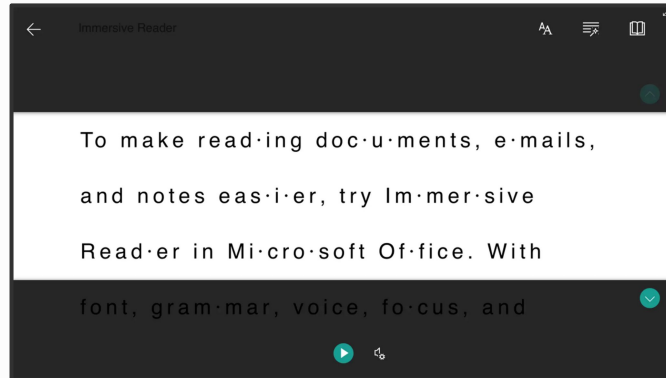 Immersive Reader
AA
To make read·ing doc·u·ments, e·mails,
and notes eas·i·er, try Im·mer·sive
Read·er in Mi·cro·soft Of·fice. With
font, gram·mar, voice, fo·cus, and